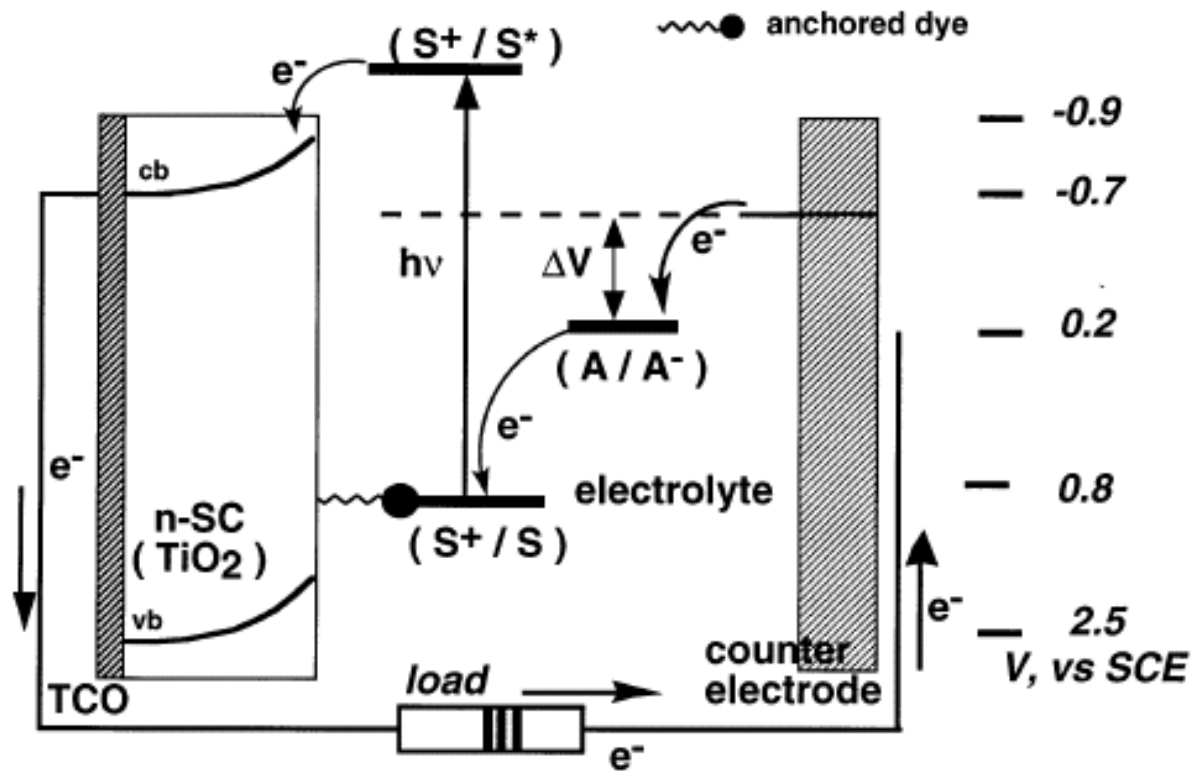 ( S+ / S* )
anchored dye
e-
-0.9
cb
-0.7
e-
hν
ΔV
0.2
( A / A- )
e-
e-
electrolyte
0.8
n-SC
( TiO2 )
( S+ / S )
vb
e-
2.5
V, vs SCE
counter
electrode
TCO
load
e-